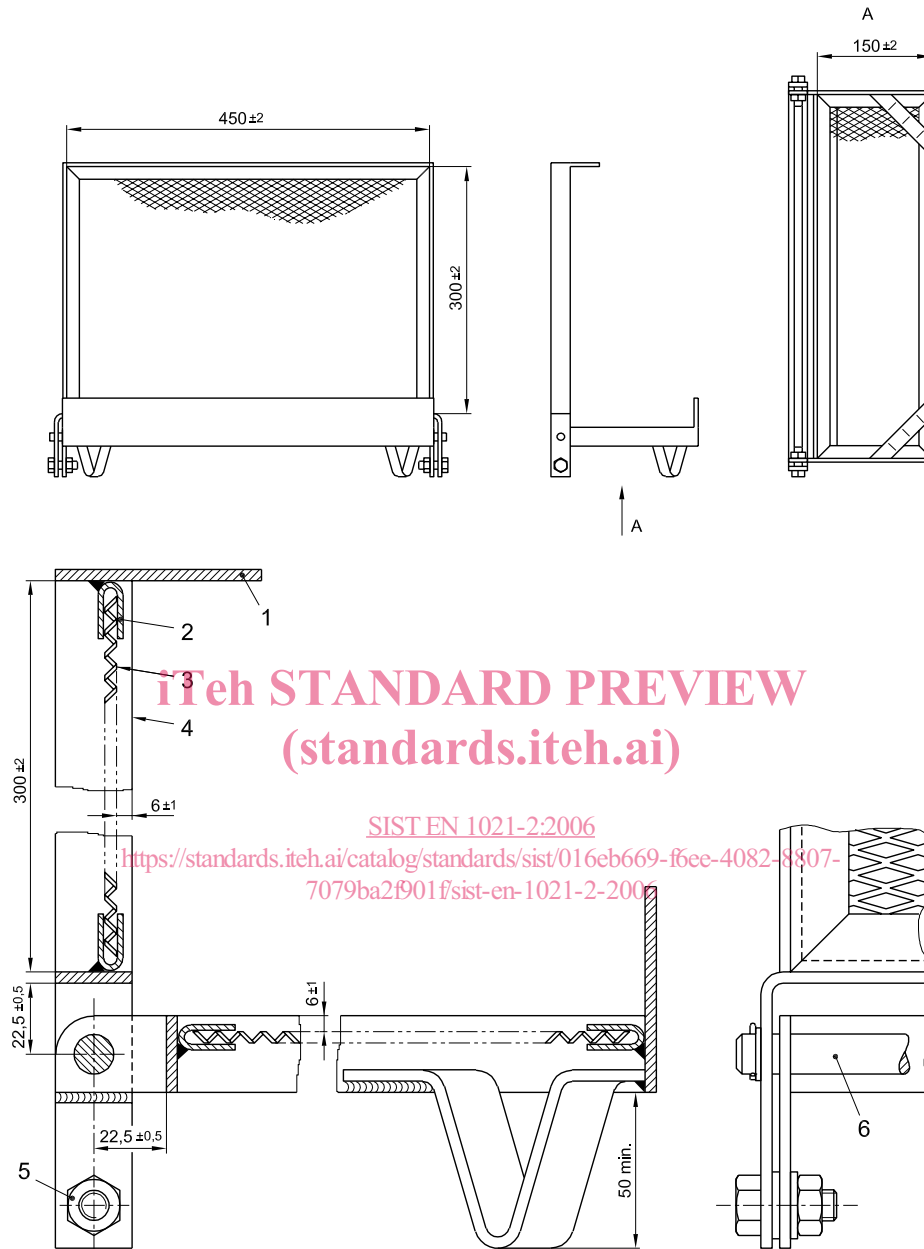 A
150±2
450±2
300±2
A
1
2
3
4
iTeh STANDARD PREVIEW
(standards.iteh.ai)
300±2
6±1
SIST EN 1021-2:2006
https://standards.iteh.ai/catalog/standards/sist/016eb669-f6ee-4082-8807-
7079ba2f901f/sist-en-1021-2-2006
22,5±0,5
6±1
22,5±0,5
50 min.
5
6